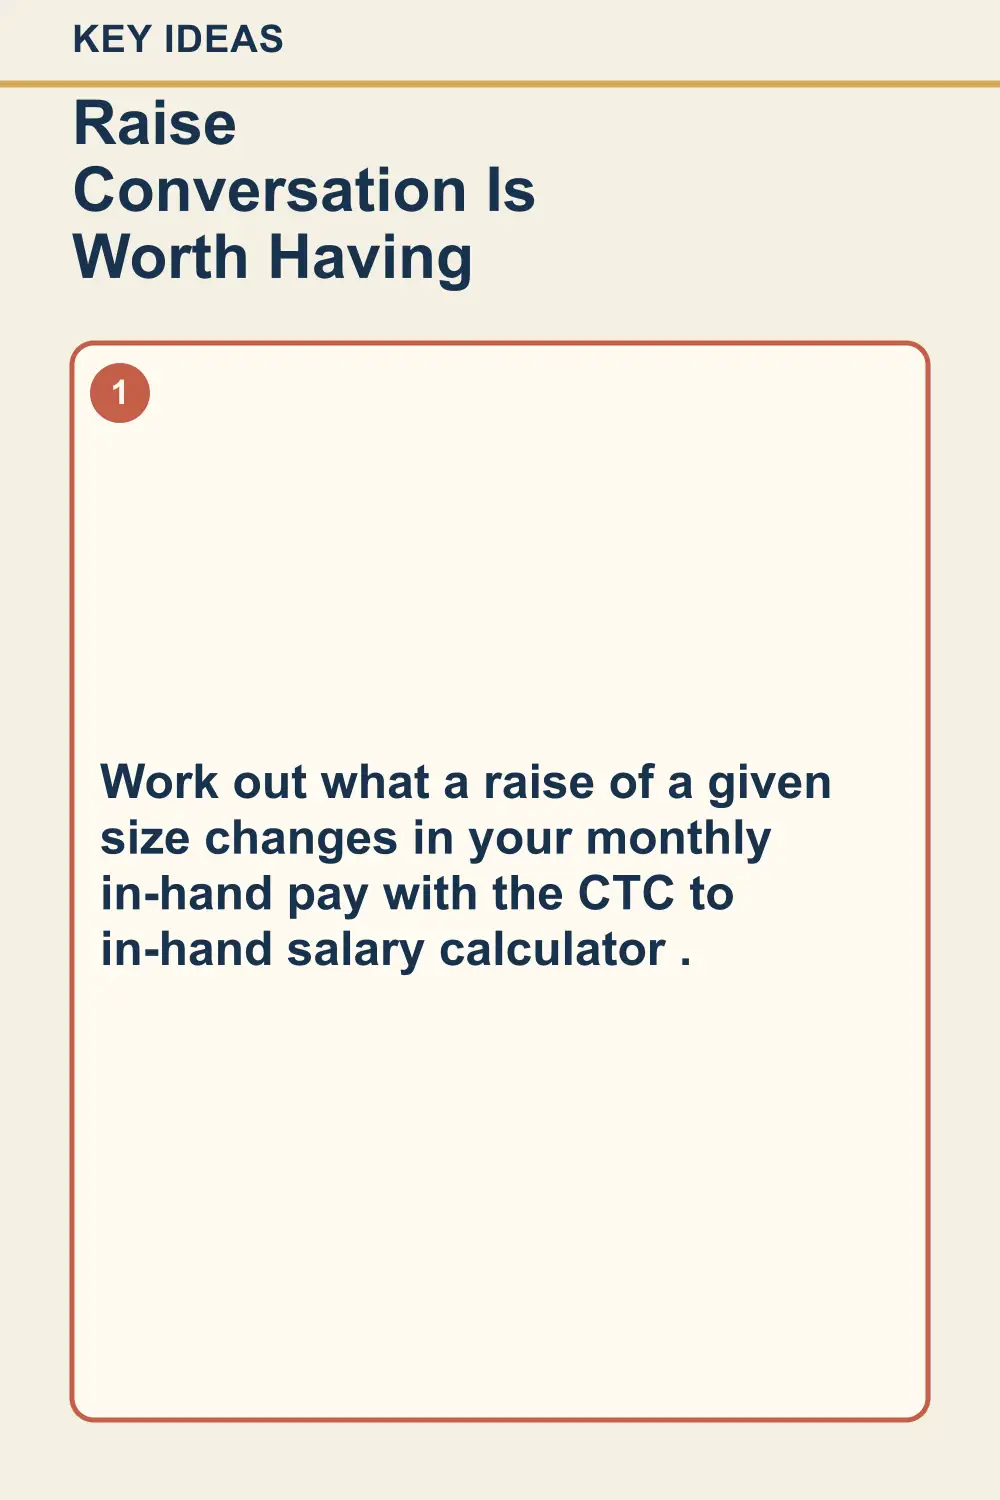 KEY IDEAS
Raise
Conversation Is
Worth Having
1
Work out what a raise of a given
size changes in your monthly
in-hand pay with the CTC to
in-hand salary calculator .